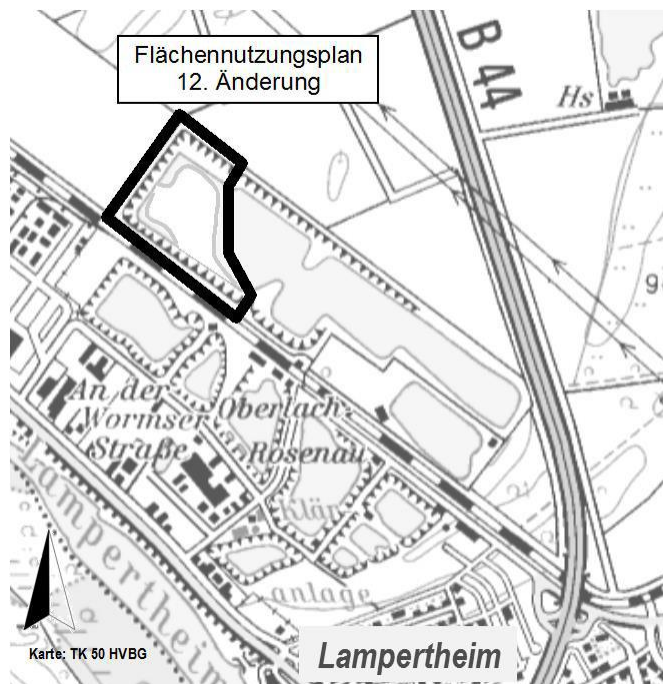 Flächennutzungsplan
12. Änderung
B 44
Hs
9
An der
Wormser
Straße
Oberlach
Rosenau
Klär-
anlage
Lampertheim
Karte: TK 50 HVBG
Lampertheim